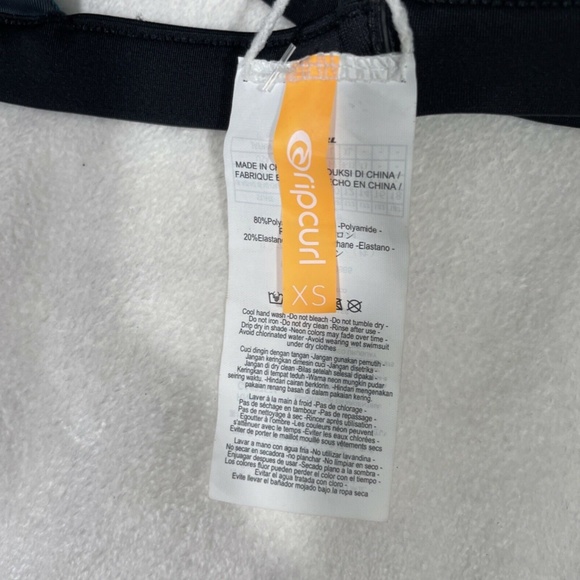 ripcurl
XS
MADE IN
OUKSI DI CHINA /
FABRIQUE
ECHO EN CHINA /
80%Poly
-Polyamide -
ロン
20%Elastan
hane -Elastano -
Cool hand wash -Do not bleach -Do not tumble dry -
Do not iron -Do not dry clean -Rinse after use -
Drip dry in shade -Neon colors may fade over time -
Avoid chlorinated water -Avoid wearing wet swimsuit
under dry clothes
Cuci dingin dengan tangan -Jangan gunakan pemutih -
Jangan keringkan dimesin cuci -Jangan disetrika -
Jangan di dry clean -Bilas setelah selesai dipakai -
Keringkan di tempat teduh -Warna neon mungkin pudar
seiring berjalannya waktu -Hindari cairan berklorin. -Hindari mengenakan
pakaian renang basah di dalam pakaian kering.
Laver à la main à froid -Pas de chlorage -
Pas de séchage en tambour -Pas de repassage -
Pas de nettoyage à sec -Rincer après utilisation -
Egoutter à l'ombre -Les couleurs néon peuvent
s'atténuer avec le temps -Eviter les eaux chlorées -
Eviter de porter le maillot mouillé sous vêtements secs
Lavar a mano con agua fria -No utilizar lavandina -
No secar en secadora -no planchar -No limpiar en seco -
Enjuagar despues de usar -Secado plano a la sombra -
Los colores flúor pueden perder el color con el tiempo -
Evitar el agua tratada con cloro -
Evite llevar el bañador mojado bajo la ropa seca